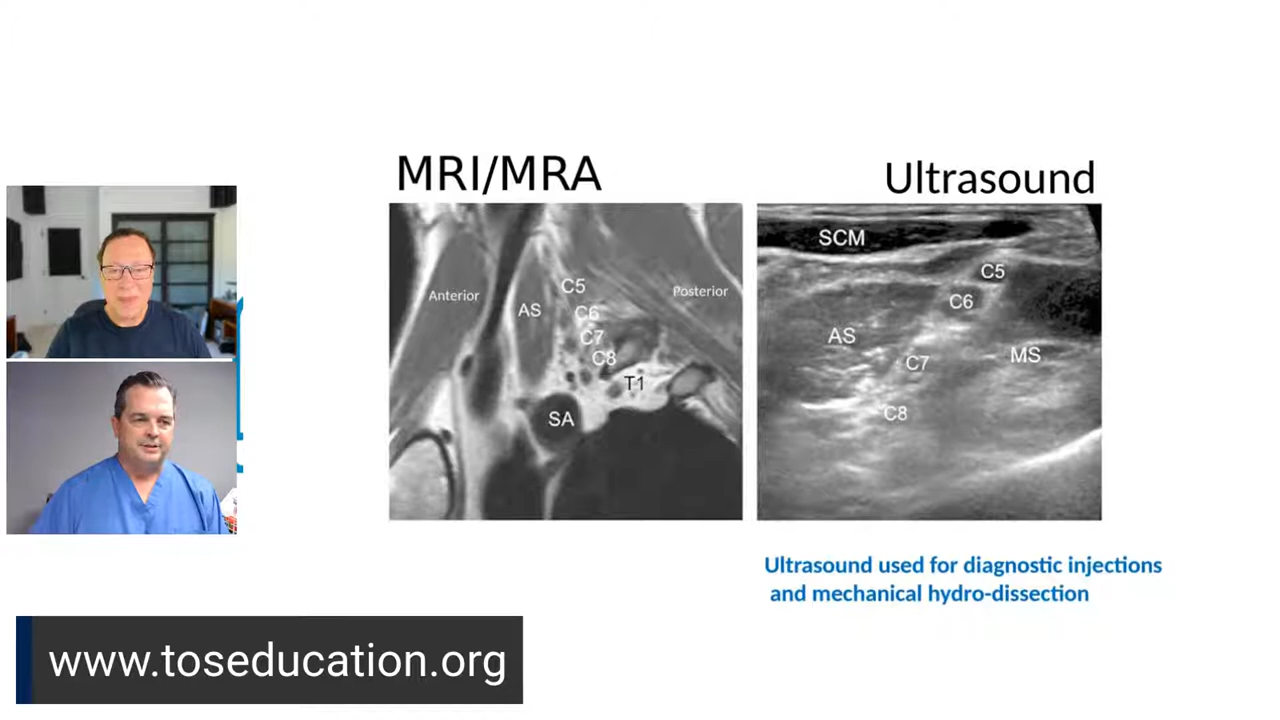 MRI/MRA
Ultrasound
Anterior
AS
C5
C6
C7
C8
T1
SA
Posterior
SCM
C5
C6
AS
C7
MS
C8
Ultrasound used for diagnostic injections
and mechanical hydro-dissection
www.toseducation.org